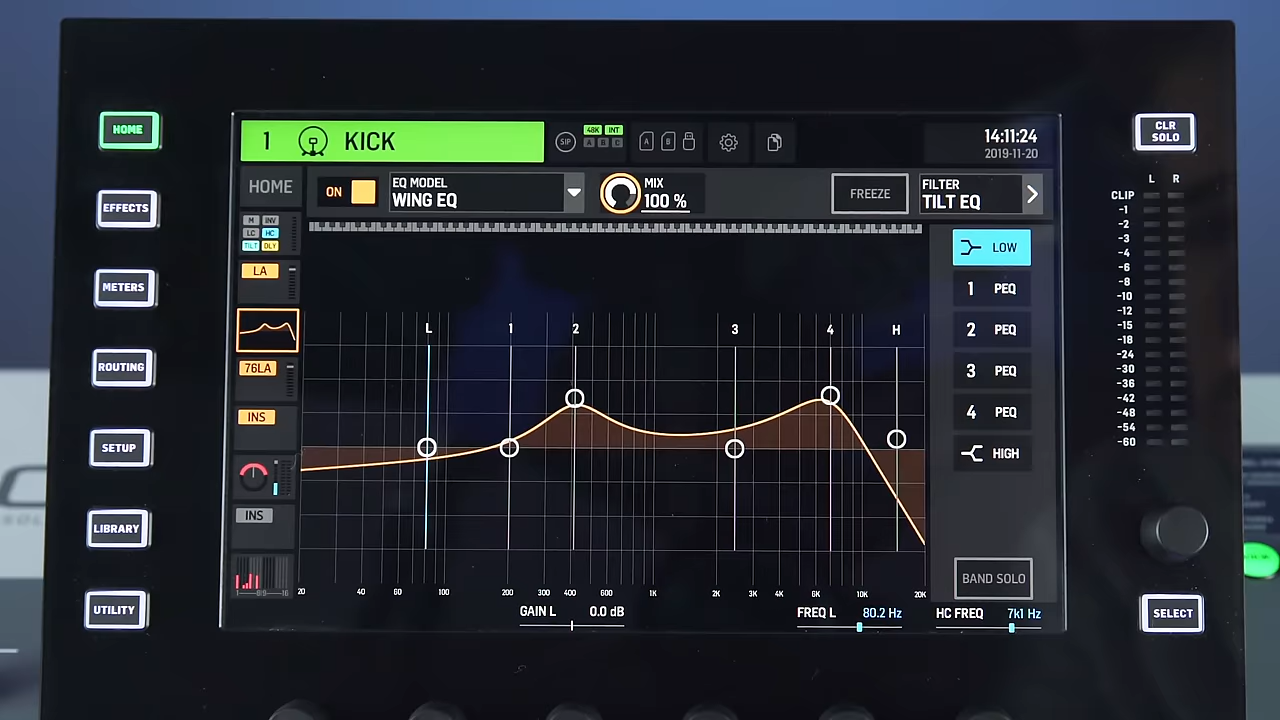 HOME
EFFECTS
METERS
ROUTING
SETUP
LIBRARY
UTILITY
1 KICK
SIP
48K INT
A B C
A B
14:11:24
2019-11-20
HOME
ON
EQ MODEL
WING EQ
MIX
100 %
FREEZE
FILTER
TILT EQ
M INV
LC HC
TILT DLY
LA
76LA
INS
INS
L 1 2 3 4 H
20 40 60 100 200 300 400 600 1K 2K 3K 4K 6K 10K 20K
GAIN L 0.0 dB
FREQ L 80.2 Hz
HC FREQ 7k1 Hz
LOW
1 PEQ
2 PEQ
3 PEQ
4 PEQ
HIGH
BAND SOLO
CLR
SOLO
L R
CLIP
-1
-2
-3
-4
-6
-8
-10
-12
-15
-18
-24
-30
-36
-42
-48
-54
-60
SELECT